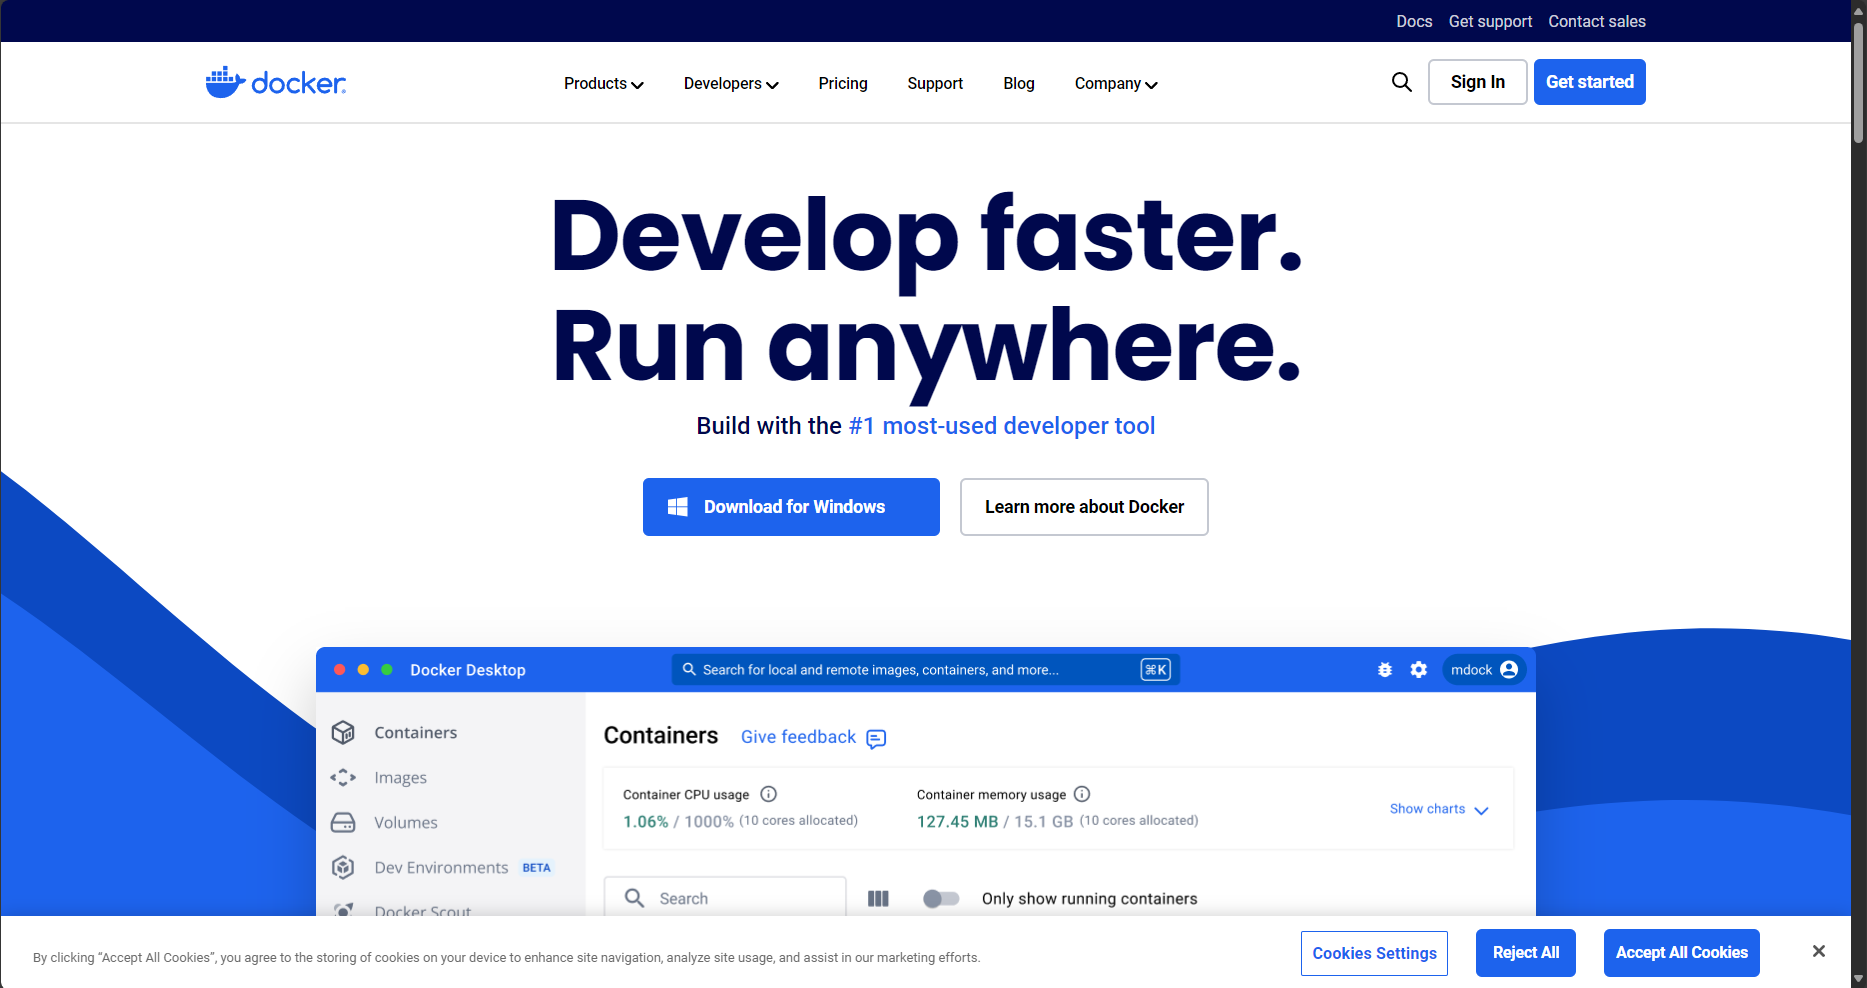 Docs Get support Contact sales
docker
Products Developers Pricing Support Blog Company Sign In Get started
Develop faster.
Run anywhere.
Build with the #1 most-used developer tool
Download for Windows Learn more about Docker
Docker Desktop Search for local and remote images, containers, and more... ⌘K mdock
Containers
Images
Volumes
Dev Environments BETA
Docker Scout
Containers Give feedback
Container CPU usage Container memory usage
1.06% / 1000% (10 cores allocated) 127.45 MB / 15.1 GB (10 cores allocated) Show charts
Search Only show running containers
By clicking “Accept All Cookies”, you agree to the storing of cookies on your device to enhance site navigation, analyze site usage, and assist in our marketing efforts.
Cookies Settings Reject All Accept All Cookies